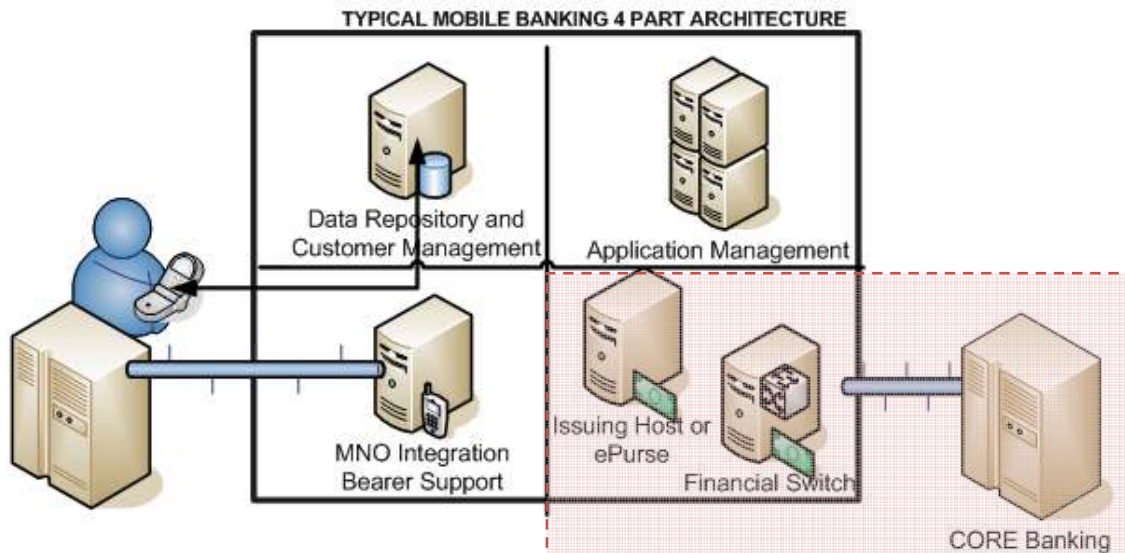 TYPICAL MOBILE BANKING 4 PART ARCHITECTURE
Data Repository and
Customer Management
Application Management
MNO Integration
Bearer Support
Issuing Host or
ePurse
Financial Switch
CORE Banking